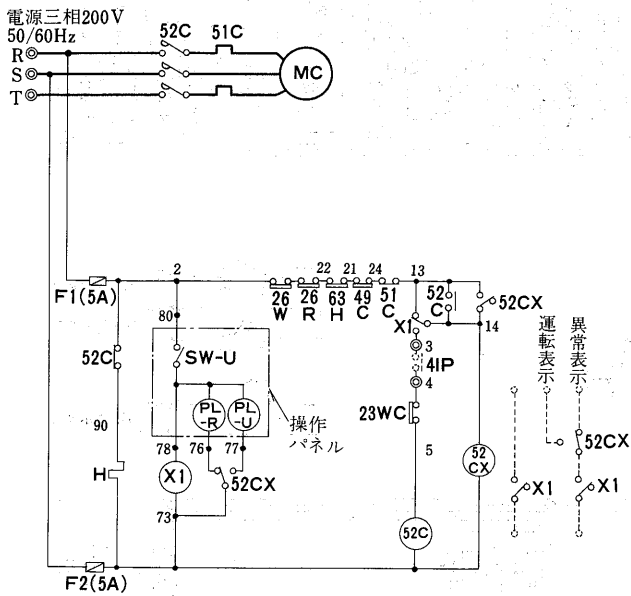 電源三相200V
50/60Hz
R
S
T
52C
51C
MC
F1(5A)
2
22
21
24
13
26
W
26
R
63
H
49
C
51
C
52
C
52CX
X1
14
80
SW-U
3
4IP
4
52C
PL
-R
PL
-U
操作
パネル
23WC
90
78
76
77
5
H
X1
52CX
52
CX
73
52C
F2(5A)
運転表示
異常表示
52CX
X1
X1